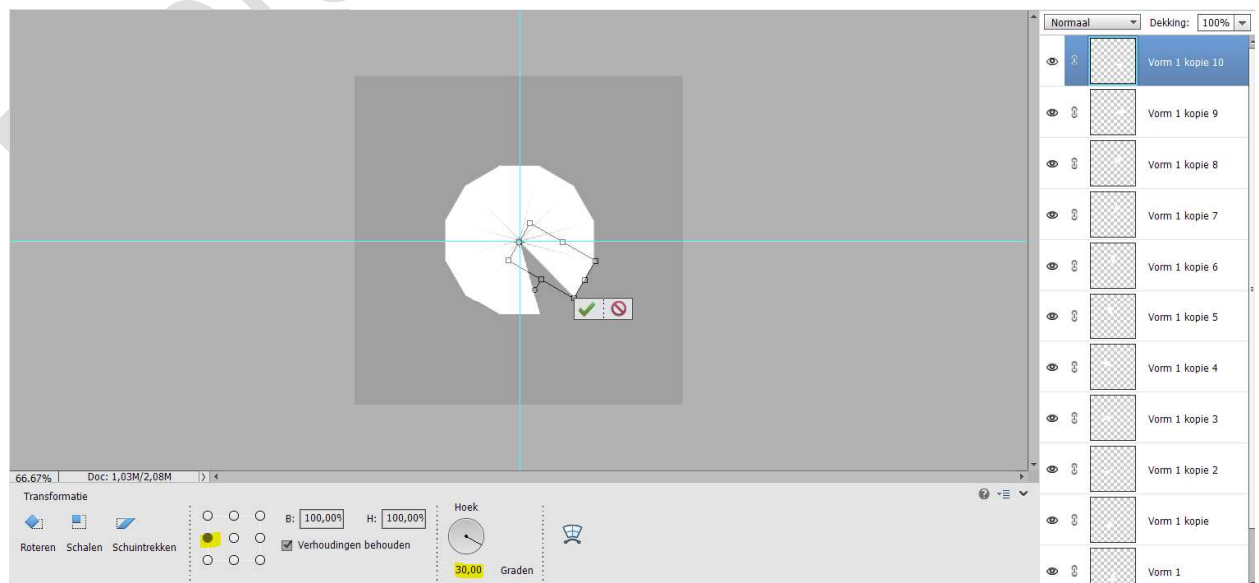 Normaal Dekking: 100%
Vorm 1 kopie 10
Vorm 1 kopie 9
Vorm 1 kopie 8
Vorm 1 kopie 7
Vorm 1 kopie 6
Vorm 1 kopie 5
Vorm 1 kopie 4
Vorm 1 kopie 3
Vorm 1 kopie 2
Vorm 1 kopie
Vorm 1
66,67% Doc: 1,03M/2,08M
Transformatie
Roteren Schalen Schuintrekken
B: 100,00% H: 100,00%
Verhoudingen behouden
Hoek
30,00 Graden